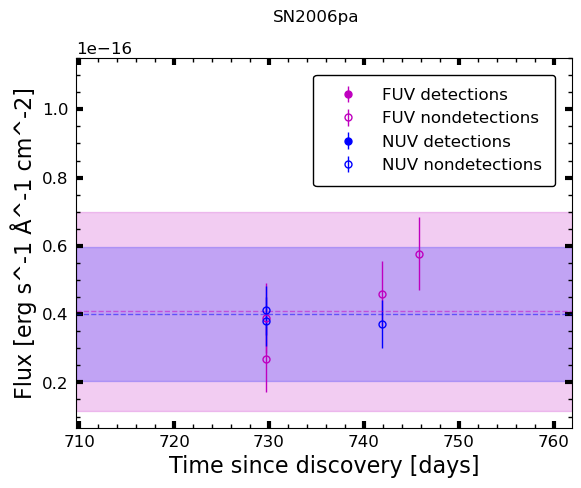 SN2006pa
1e−16
FUV detections
FUV nondetections
NUV detections
NUV nondetections
1.0
0.8
0.6
0.4
0.2
Flux [erg s^-1 Å^-1 cm^-2]
710 720 730 740 750 760
Time since discovery [days]